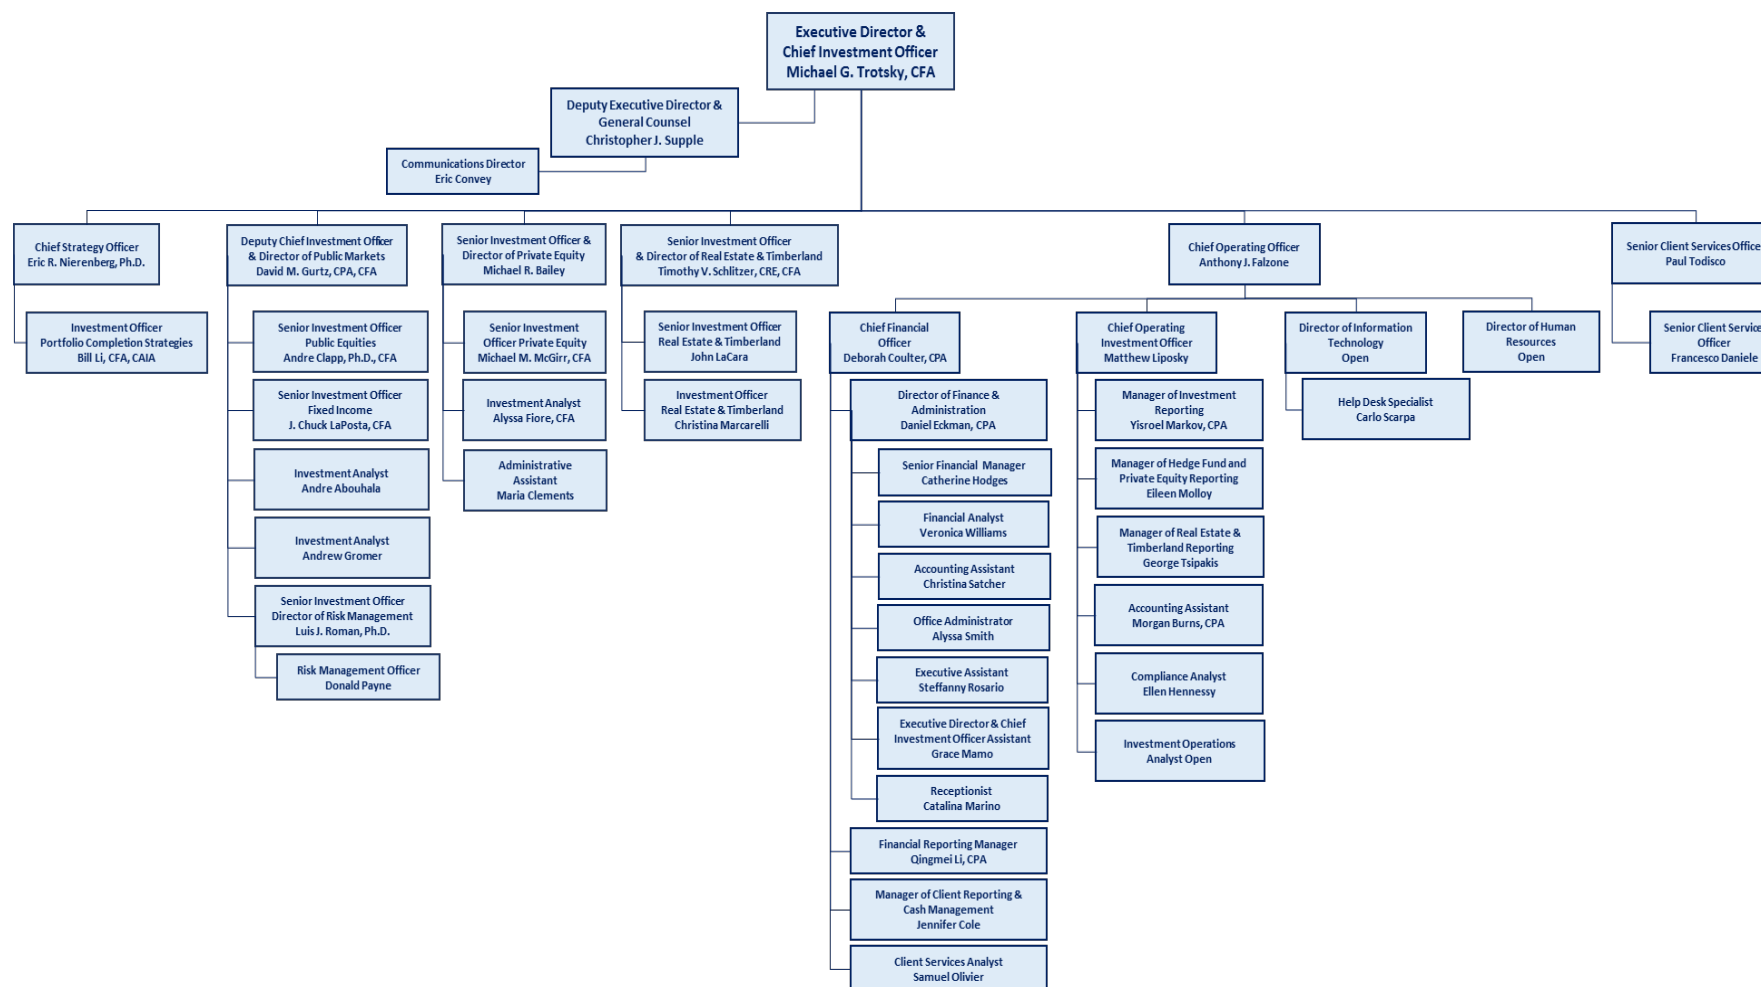 Executive Director &
Chief Investment Officer
Michael G. Trotsky, CFA
Deputy Executive Director &
General Counsel
Christopher J. Supple
Communications Director
Eric Convey
Chief Strategy Officer
Eric R. Nierenberg, Ph.D.
Investment Officer
Portfolio Completion Strategies
Bill Li, CFA, CAIA
Deputy Chief Investment Officer
& Director of Public Markets
David M. Gurtz, CPA, CFA
Senior Investment Officer
Public Equities
Andre Clapp, Ph.D., CFA
Senior Investment Officer
Fixed Income
J. Chuck LaPosta, CFA
Investment Analyst
Andre Abouhala
Investment Analyst
Andrew Gromer
Senior Investment Officer
Director of Risk Management
Luis J. Roman, Ph.D.
Risk Management Officer
Donald Payne
Senior Investment Officer &
Director of Private Equity
Michael R. Bailey
Senior Investment
Officer Private Equity
Michael M. McGirr, CFA
Investment Analyst
Alyssa Fiore, CFA
Administrative
Assistant
Maria Clements
Senior Investment Officer
& Director of Real Estate & Timberland
Timothy V. Schlitzer, CRE, CFA
Senior Investment Officer
Real Estate & Timberland
John LaCara
Investment Officer
Real Estate & Timberland
Christina Marcarelli
Chief Operating Officer
Anthony J. Falzone
Chief Financial
Officer
Deborah Coulter, CPA
Director of Finance &
Administration
Daniel Eckman, CPA
Senior Financial Manager
Catherine Hodges
Financial Analyst
Veronica Williams
Accounting Assistant
Christina Satcher
Office Administrator
Alyssa Smith
Executive Assistant
Steffanny Rosario
Executive Director & Chief
Investment Officer Assistant
Grace Mamo
Receptionist
Catalina Marino
Financial Reporting Manager
Qingmei Li, CPA
Manager of Client Reporting &
Cash Management
Jennifer Cole
Client Services Analyst
Samuel Olivier
Chief Operating
Investment Officer
Matthew Liposky
Manager of Investment
Reporting
Yisroel Markov, CPA
Manager of Hedge Fund and
Private Equity Reporting
Eileen Molloy
Manager of Real Estate &
Timberland Reporting
George Tsipakis
Accounting Assistant
Morgan Burns, CPA
Compliance Analyst
Ellen Hennessy
Investment Operations
Analyst Open
Director of Information
Technology
Open
Help Desk Specialist
Carlo Scarpa
Director of Human
Resources
Open
Senior Client Services Office
Paul Todisco
Senior Client Service
Officer
Francesco Daniele